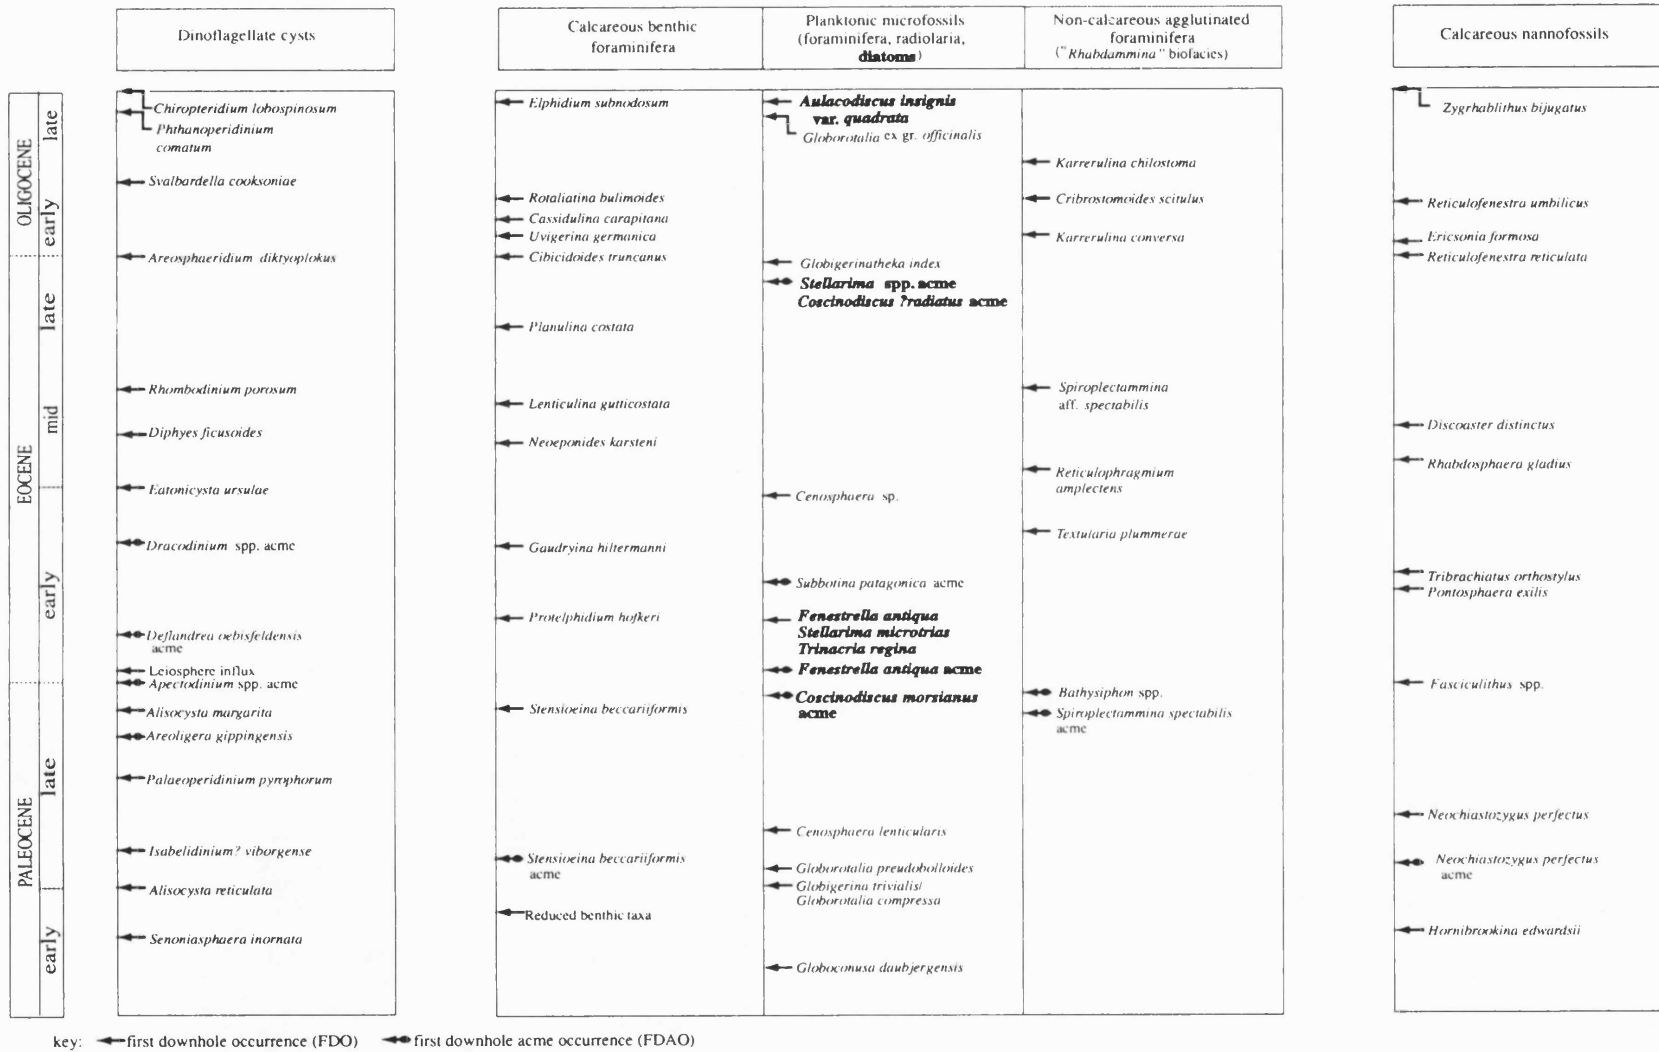 Dinoflagellate cysts
Calcareous benthic
foraminifera
Planktonic microfossils
(foraminifera, radiolaria,
diatoms)
Non-calcareous agglutinated
foraminifera
("Rhabdammina" biofacies)
Calcareous nannofossils
OLIGOCENE
late
early
EOCENE
late
mid
early
PALEOCENE
late
early
Chiropteridium lobospinosum
Phthanoperidinium
comatum
Svalbardella cooksoniae
Areosphaeridium diktyoplokus
Rhombodinium porosum
Diphyes ficusoides
Eatonicysta ursulae
Dracodinium spp. acme
Deflandrea oebisfeldensis
acme
Leiosphere influx
Apectodinium spp. acme
Alisocysta margarita
Areoligera gippingensis
Palaeoperidinium pyrophorum
Isabelidinium? viborgense
Alisocysta reticulata
Senoniasphaera inornata
Elphidium subnodosum
Rotaliatina bulimoides
Cassidulina carapitana
Uvigerina germanica
Cibicidoides truncanus
Planulina costata
Lenticulina gutticostata
Neoeponides karsteni
Gaudryina hiltermanni
Protelphidium hofkeri
Stensioeina beccariiformis
Stensioeina beccariiformis
acme
Reduced benthic taxa
Aulacodiscus insignis
var. quadrata
Globorotalia ex gr. officinalis
Globigerinatheka index
Stellarima spp. acme
Coscinodiscus ?radiatus acme
Cenosphaera sp.
Subbotina patagonica acme
Fenestrella antiqua
Stellarima microtrias
Trinacria regina
Fenestrella antiqua acme
Coscinodiscus morsianus
acme
Cenosphaera lenticularis
Globorotalia preudobolloides
Globigerina trivialis/
Globorotalia compressa
Globoconusa daubjergensis
Karrerulina chilostoma
Cribrostomoides scitulus
Karrerulina conversa
Spiroplectammina
aff. spectabilis
Reticulophragmium
amplectens
Textularia plummerae
Bathysiphon spp.
Spiroplectammina spectabilis
acme
Zygrhablithus bijugatus
Reticulofenestra umbilicus
Ericsonia formosa
Reticulofenestra reticulata
Discoaster distinctus
Rhabdosphaera gladius
Tribrachiatus orthostylus
Pontosphaera exilis
Fasciculithus spp.
Neochiastozygus perfectus
Neochiastozygus perfectus
acme
Hornibrookina edwardsii
key: first downhole occurrence (FDO) first downhole acme occurrence (FDAO)